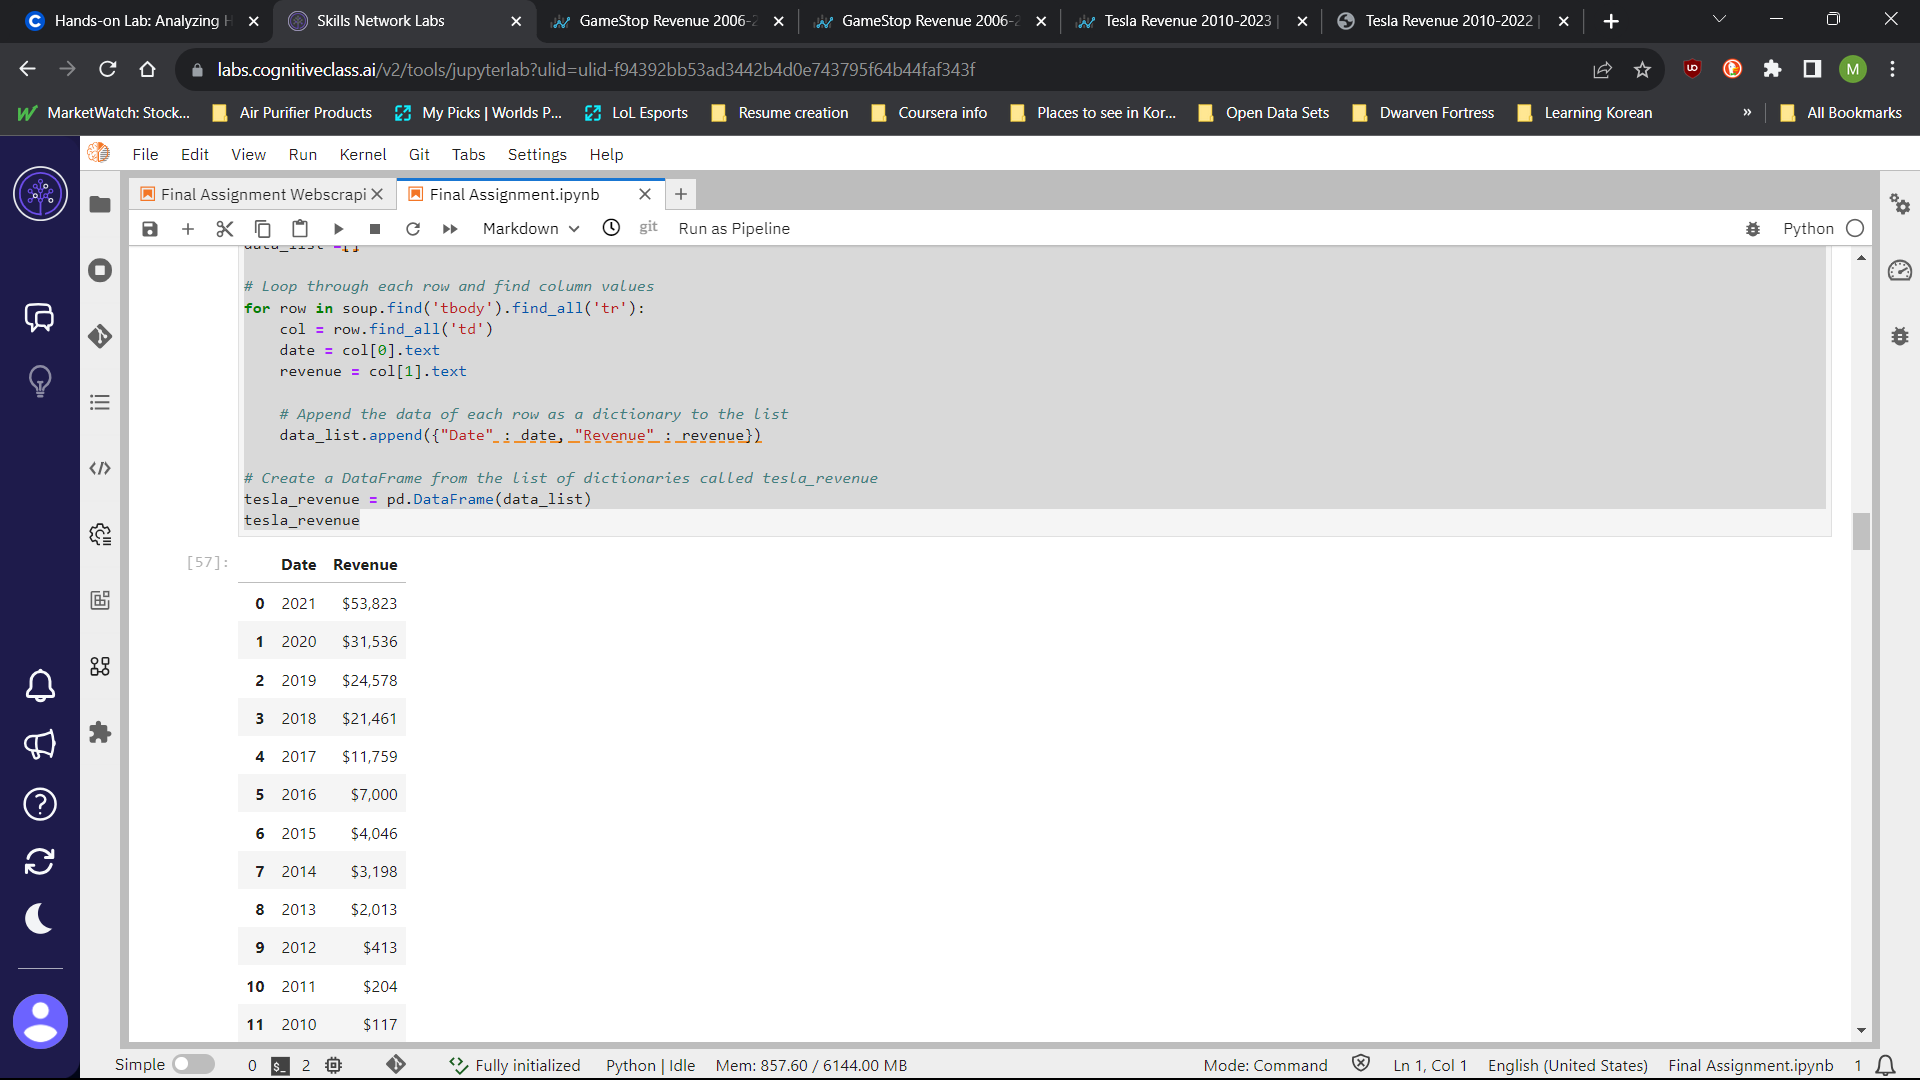 Hands-on Lab: Analyzing H
Skills Network Labs
GameStop Revenue 2006-2
GameStop Revenue 2006-2
Tesla Revenue 2010-2023 |
Tesla Revenue 2010-2022 |
labs.cognitiveclass.ai/v2/tools/jupyterlab?ulid=ulid-f94392bb53ad3442b4d0e743795f64b44faf343f
MarketWatch: Stock...
Air Purifier Products
My Picks | Worlds P...
LoL Esports
Resume creation
Coursera info
Places to see in Kor...
Open Data Sets
Dwarven Fortress
Learning Korean
»
All Bookmarks
File Edit View Run Kernel Git Tabs Settings Help
Final Assignment Webscrapi
Final Assignment.ipynb
Markdown
git
Run as Pipeline
Python
data_list =[]
# Loop through each row and find column values
for row in soup.find('tbody').find_all('tr'):
    col = row.find_all('td')
    date = col[0].text
    revenue = col[1].text
    # Append the data of each row as a dictionary to the list
    data_list.append({"Date" : date, "Revenue" : revenue})
# Create a DataFrame from the list of dictionaries called tesla_revenue
tesla_revenue = pd.DataFrame(data_list)
tesla_revenue
[57]:
Date Revenue
0 2021 $53,823
1 2020 $31,536
2 2019 $24,578
3 2018 $21,461
4 2017 $11,759
5 2016 $7,000
6 2015 $4,046
7 2014 $3,198
8 2013 $2,013
9 2012 $413
10 2011 $204
11 2010 $117
Simple
0
$_
2
Fully initialized
Python | Idle
Mem: 857.60 / 6144.00 MB
Mode: Command
Ln 1, Col 1
English (United States)
Final Assignment.ipynb
1